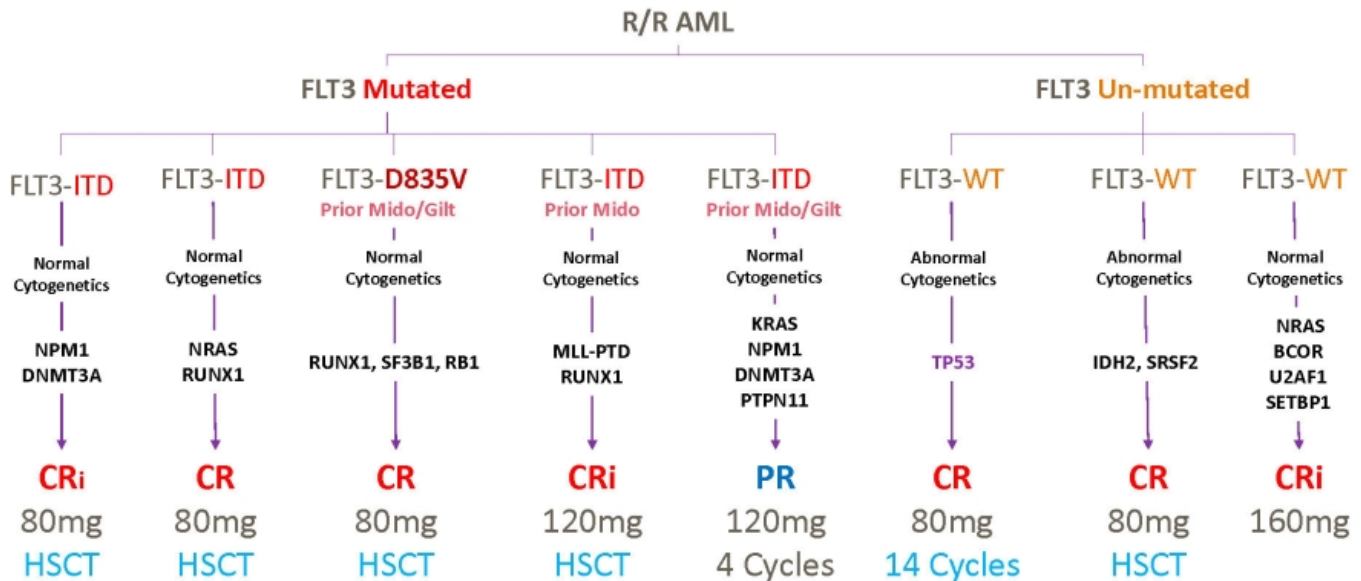 R/R AML
FLT3 Mutated
FLT3 Un-mutated
FLT3-ITD
Normal
Cytogenetics
NPM1
DNMT3A
CRi
80mg
HSCT
FLT3-ITD
Normal
Cytogenetics
NRAS
RUNX1
CR
80mg
HSCT
FLT3-D835V
Prior Mido/Gilt
Normal
Cytogenetics
RUNX1, SF3B1, RB1
CR
80mg
HSCT
FLT3-ITD
Prior Mido
Normal
Cytogenetics
MLL-PTD
RUNX1
CRi
120mg
HSCT
FLT3-ITD
Prior Mido/Gilt
Normal
Cytogenetics
KRAS
NPM1
DNMT3A
PTPN11
PR
120mg
4 Cycles
FLT3-WT
Abnormal
Cytogenetics
TP53
CR
80mg
14 Cycles
FLT3-WT
Abnormal
Cytogenetics
IDH2, SRSF2
CR
80mg
HSCT
FLT3-WT
Normal
Cytogenetics
NRAS
BCOR
U2AF1
SETBP1
CRi
160mg